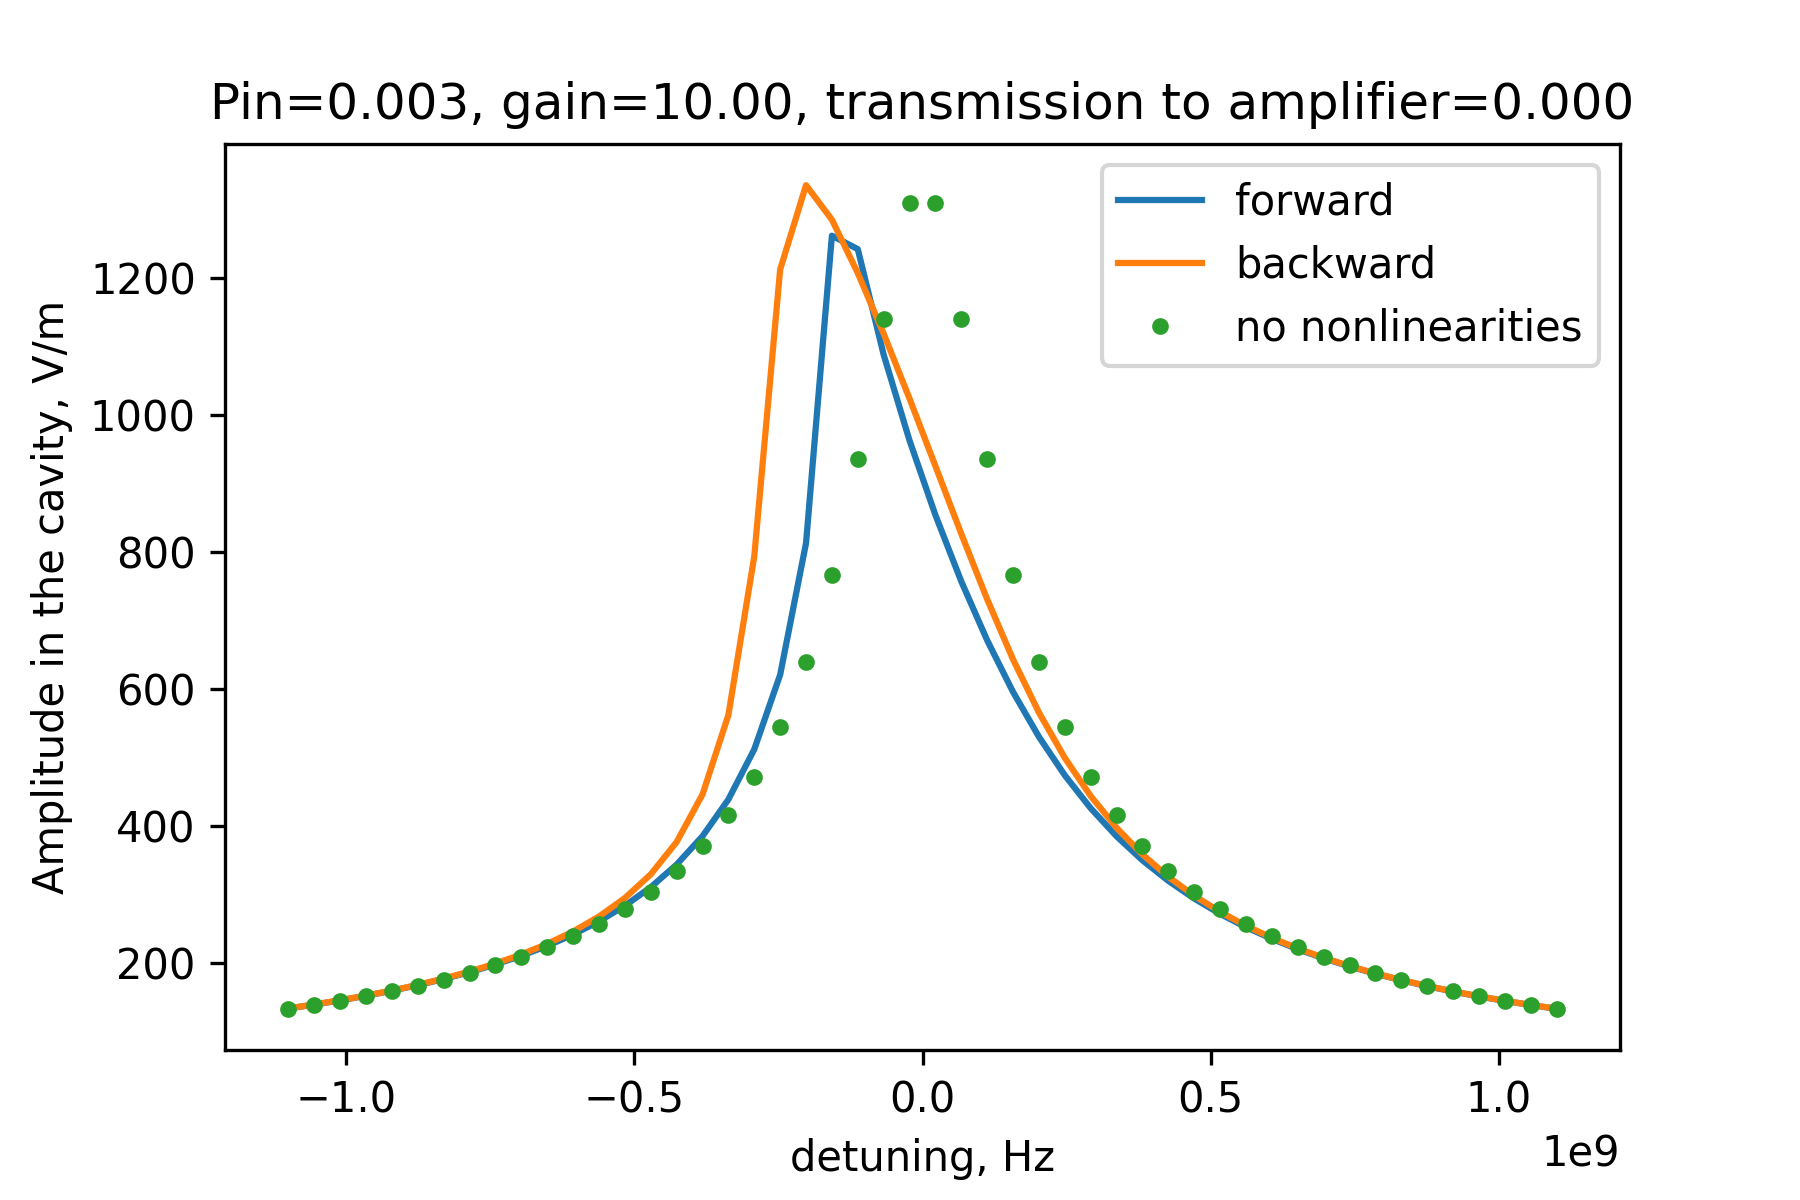 Pin=0.003, gain=10.00, transmission to amplifier=0.000
forward
backward
no nonlinearities
Amplitude in the cavity, V/m
1200
1000
800
600
400
200
−1.0 −0.5 0.0 0.5 1.0
1e9
detuning, Hz